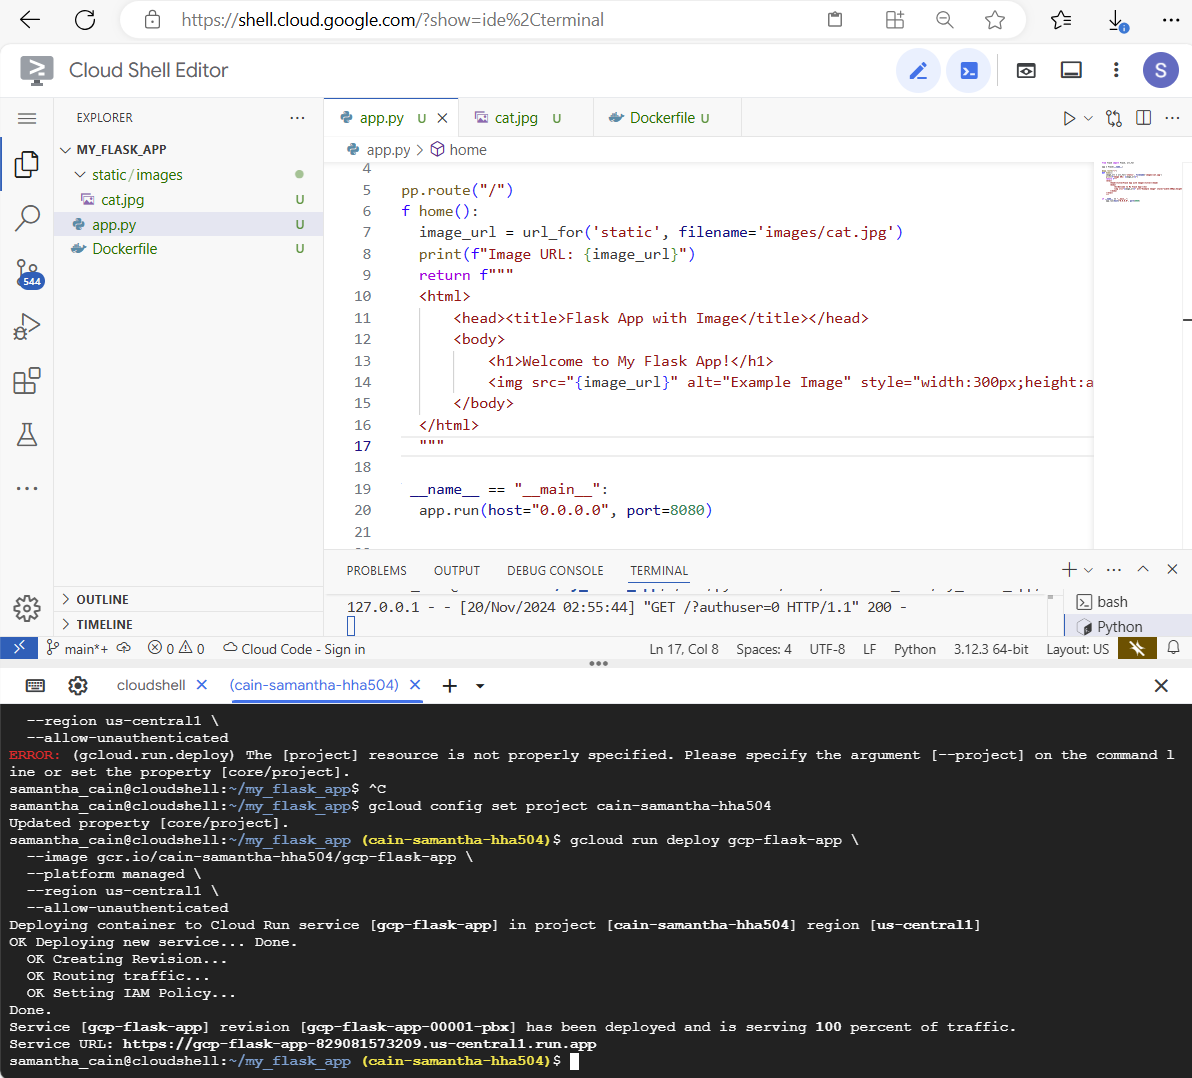 https://shell.cloud.google.com/?show=ide%2Cterminal
Cloud Shell Editor
S
EXPLORER
MY_FLASK_APP
static/images
cat.jpg U
app.py U
Dockerfile U
544
OUTLINE
TIMELINE
app.py U
cat.jpg U
Dockerfile U
app.py > home
4
5 pp.route("/")
6 f home():
7 image_url = url_for('static', filename='images/cat.jpg')
8 print(f"Image URL: {image_url}")
9 return f"""
10 <html>
11 <head><title>Flask App with Image</title></head>
12 <body>
13 <h1>Welcome to My Flask App!</h1>
14 <img src="{image_url}" alt="Example Image" style="width:300px;height:a
15 </body>
16 </html>
17 """
18
19 __name__ == "__main__":
20 app.run(host="0.0.0.0", port=8080)
21
PROBLEMS OUTPUT DEBUG CONSOLE TERMINAL
127.0.0.1 - - [20/Nov/2024 02:55:44] "GET /?authuser=0 HTTP/1.1" 200 -
bash
Python
main*+ 0 0 Cloud Code - Sign in Ln 17, Col 8 Spaces: 4 UTF-8 LF Python 3.12.3 64-bit Layout: US
cloudshell (cain-samantha-hha504)
--region us-central1 \
--allow-unauthenticated
ERROR: (gcloud.run.deploy) The [project] resource is not properly specified. Please specify the argument [--project] on the command l
ine or set the property [core/project].
samantha_cain@cloudshell:~/my_flask_app$ ^C
samantha_cain@cloudshell:~/my_flask_app$ gcloud config set project cain-samantha-hha504
Updated property [core/project].
samantha_cain@cloudshell:~/my_flask_app (cain-samantha-hha504)$ gcloud run deploy gcp-flask-app \
--image gcr.io/cain-samantha-hha504/gcp-flask-app \
--platform managed \
--region us-central1 \
--allow-unauthenticated
Deploying container to Cloud Run service [gcp-flask-app] in project [cain-samantha-hha504] region [us-central1]
OK Deploying new service... Done.
OK Creating Revision...
OK Routing traffic...
OK Setting IAM Policy...
Done.
Service [gcp-flask-app] revision [gcp-flask-app-00001-pbx] has been deployed and is serving 100 percent of traffic.
Service URL: https://gcp-flask-app-829081573209.us-central1.run.app
samantha_cain@cloudshell:~/my_flask_app (cain-samantha-hha504)$